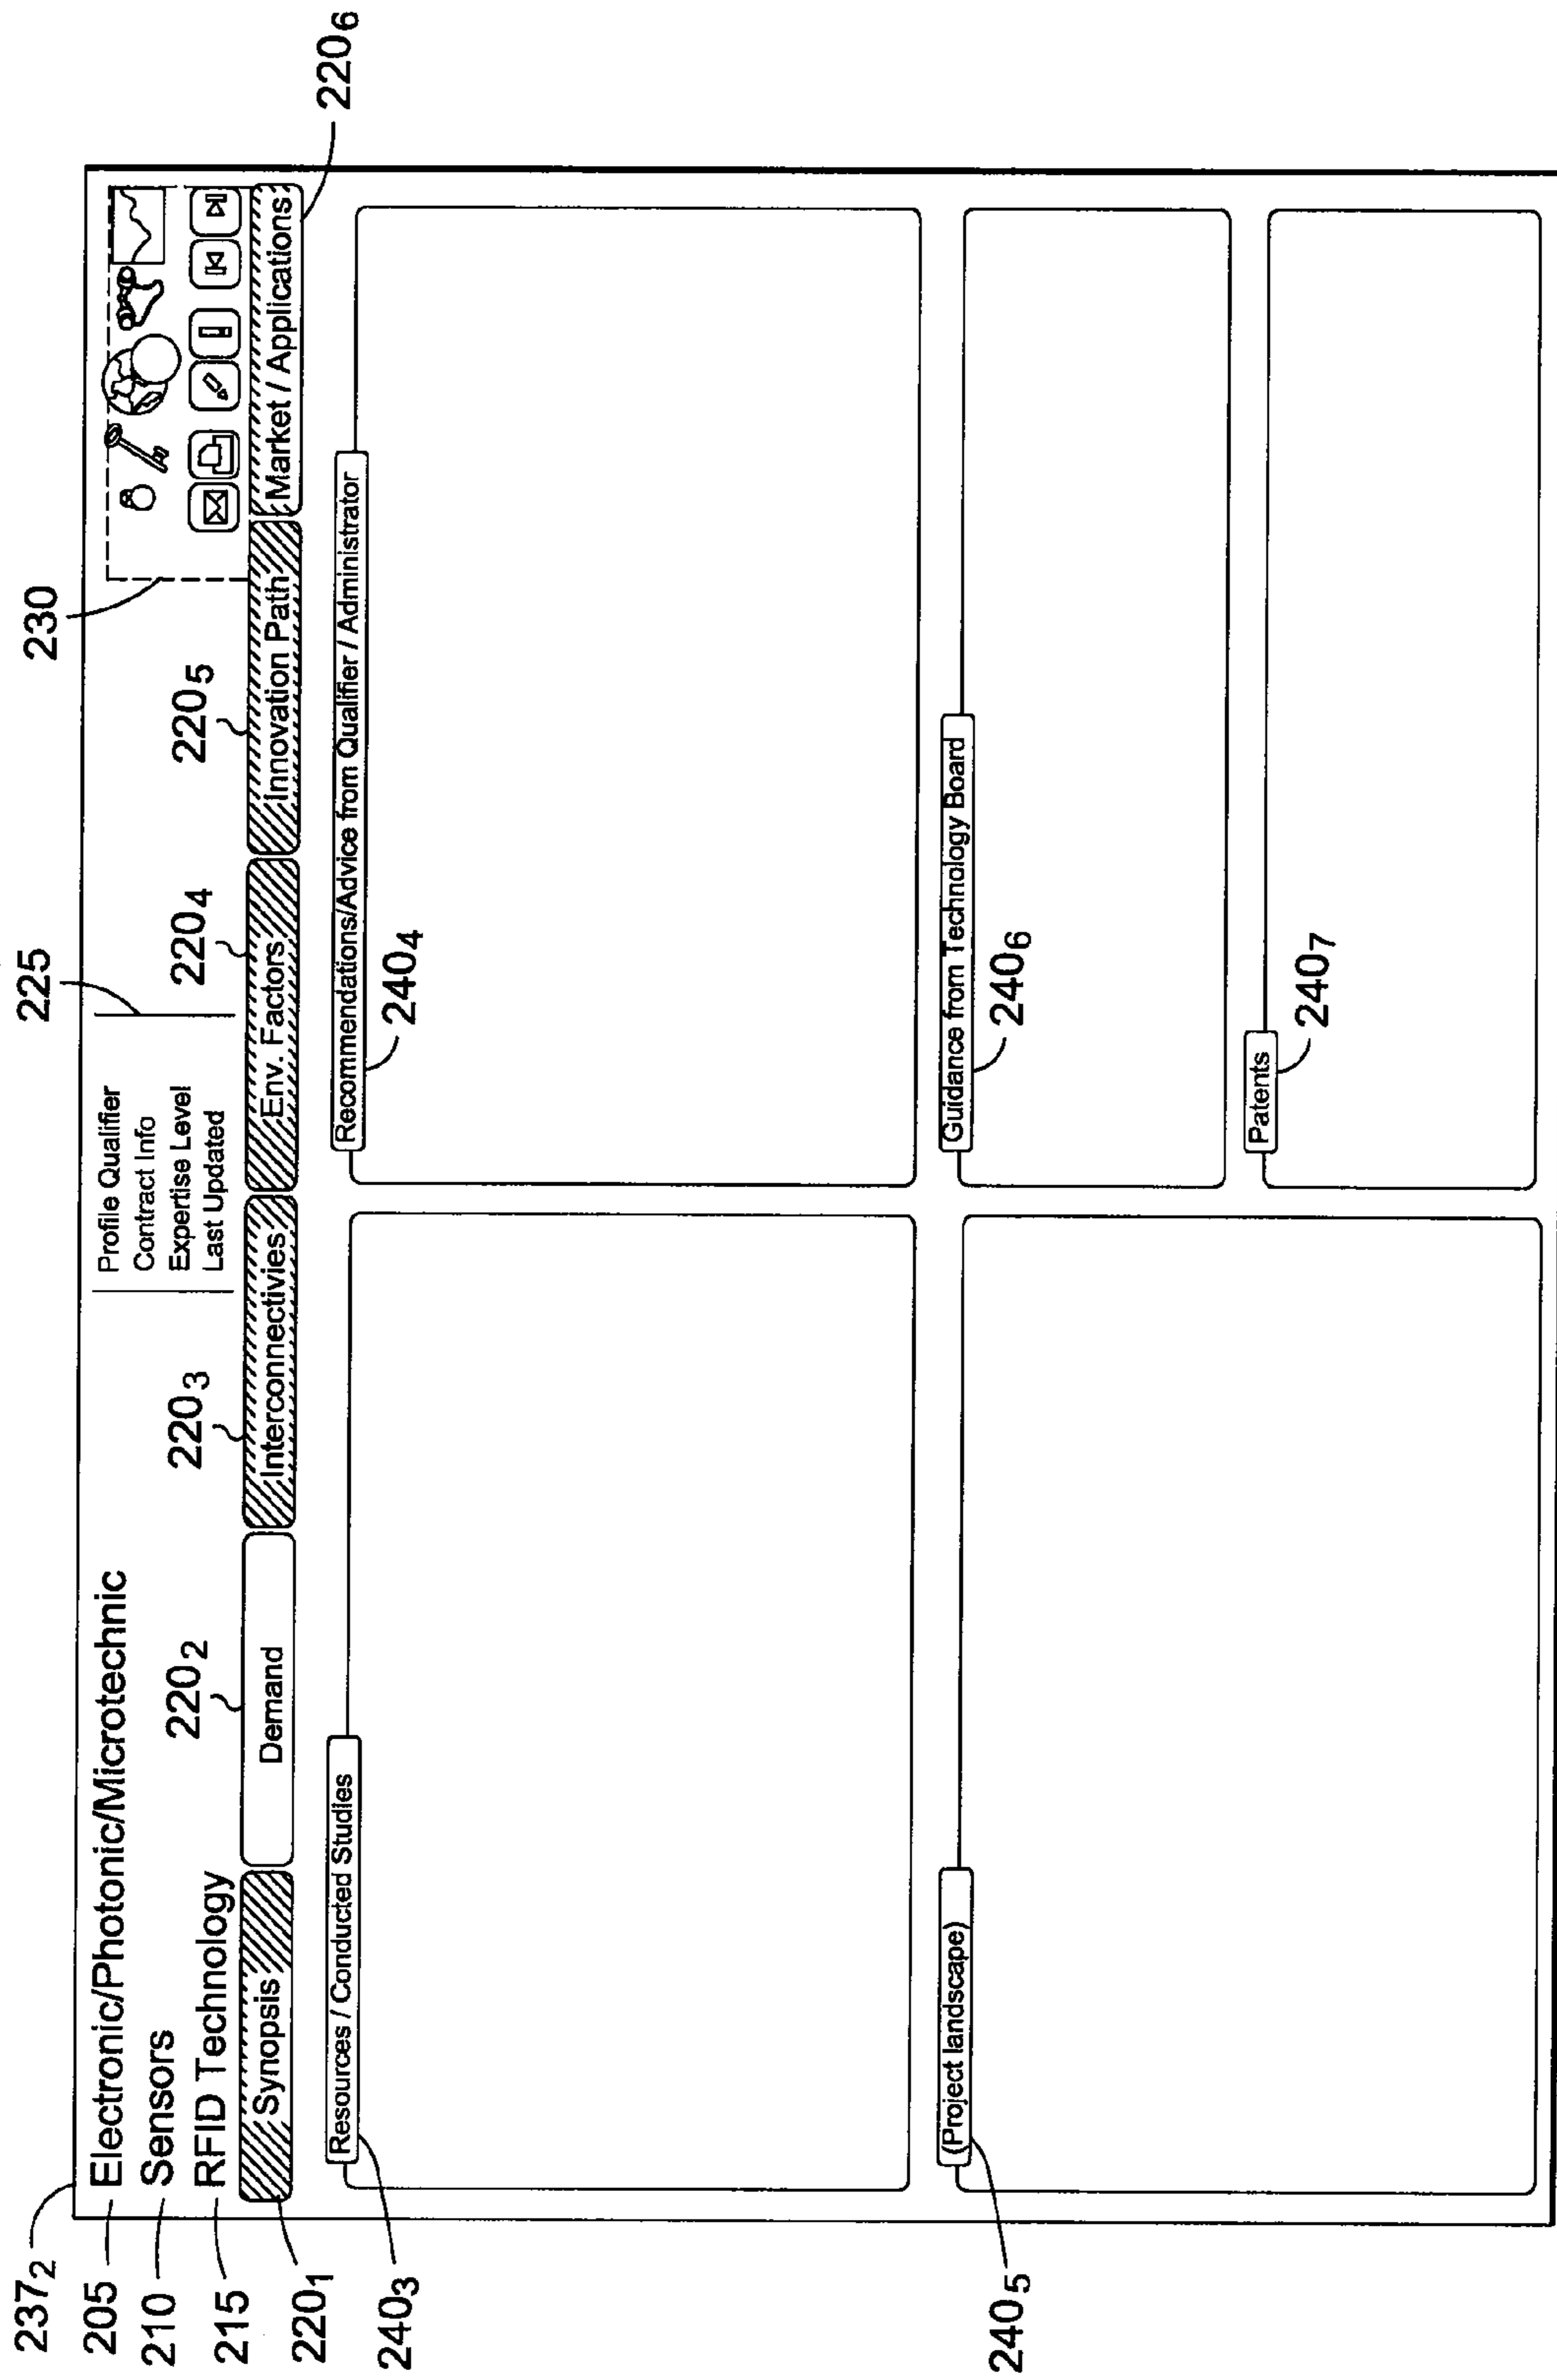 237₂
205 Electronic/Photonic/Microtechnic
210 Sensors
215 RFID Technology
Profile Qualifier
Contract Info
Expertise Level
Last Updated
225
230
220₁
220₂
220₃
220₄
220₅
220₆
Synopsis
Demand
Interconnectivies
Env. Factors
Innovation Path
Market / Applications
Resources / Conducted Studies
240₃
Recommendations/Advice from Qualifier / Administrator
240₄
(Project landscape)
240₅
Guidance from Technology Board
240₆
Patents
240₇